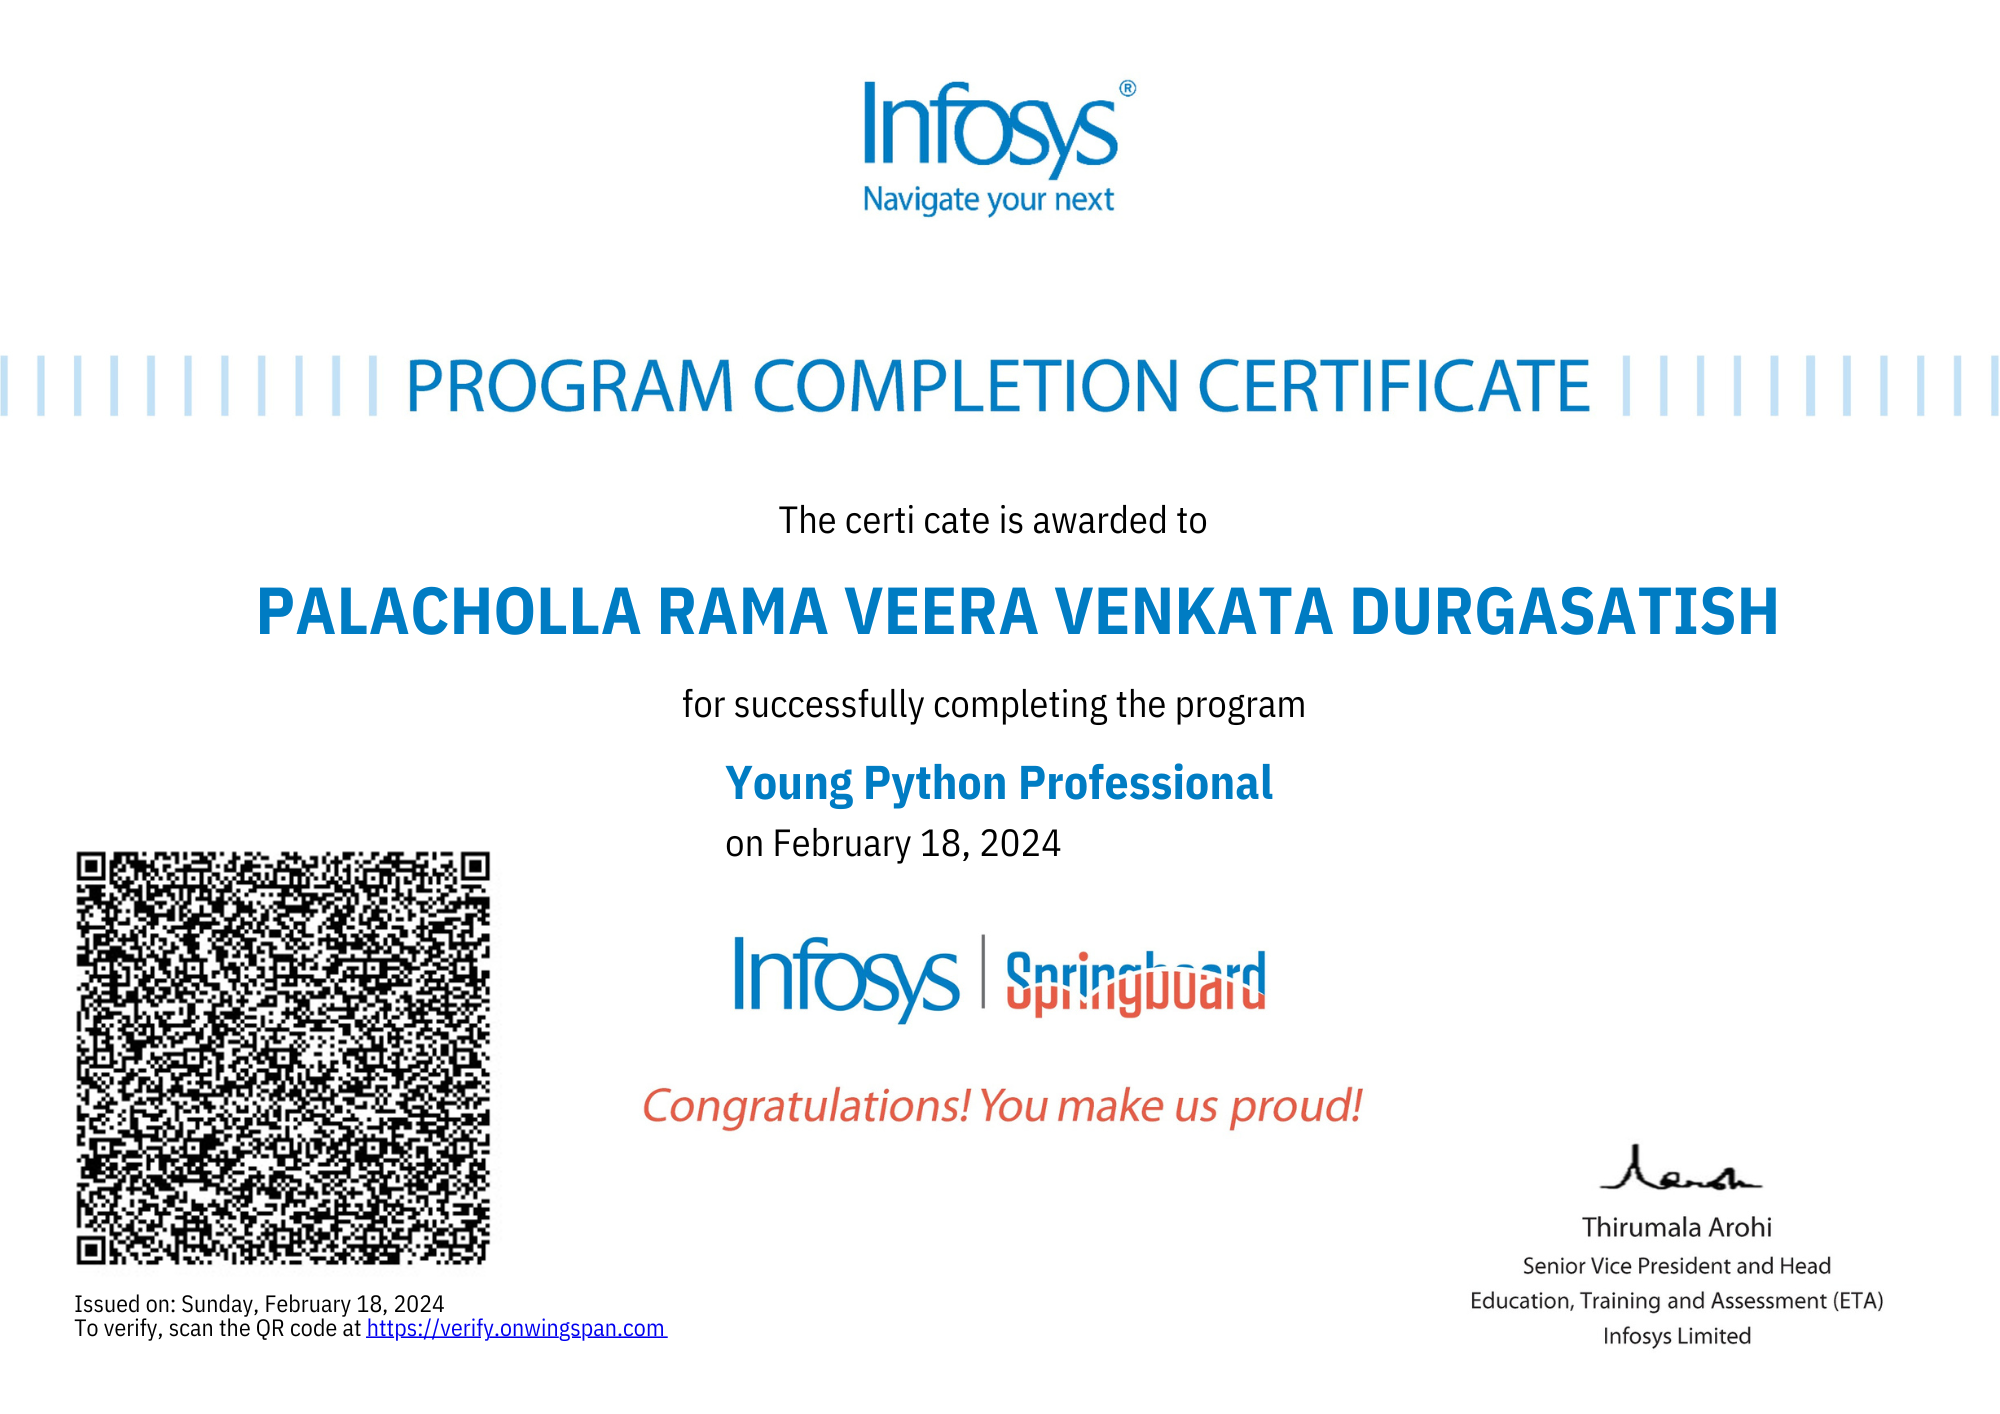 Infosys®
Navigate your next
PROGRAM COMPLETION CERTIFICATE
The certi cate is awarded to
PALACHOLLA RAMA VEERA VENKATA DURGASATISH
for successfully completing the program
Young Python Professional
on February 18, 2024
Infosys | Springboard
Congratulations! You make us proud!
Thirumala Arohi
Senior Vice President and Head
Education, Training and Assessment (ETA)
Infosys Limited
Issued on: Sunday, February 18, 2024
To verify, scan the QR code at https://verify.onwingspan.com